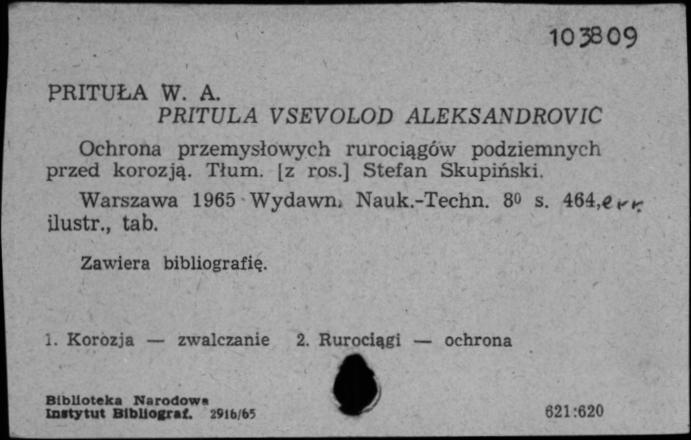 103809
PRITUŁA W. A.
PRITULA VSEVOLOD ALEKSANDROVIC
Ochrona przemysłowych rurociągów podziemnych
przed korozją. Tłum. [z ros.] Stefan Skupiński.
Warszawa 1965 Wydawn. Nauk.-Techn. 8⁰ s. 464, err
ilustr., tab.
Zawiera bibliografię.
1. Korozja — zwalczanie 2. Rurociągi — ochrona
Biblioteka Narodowa
Instytut Bibliograf. 2916/65
621:620